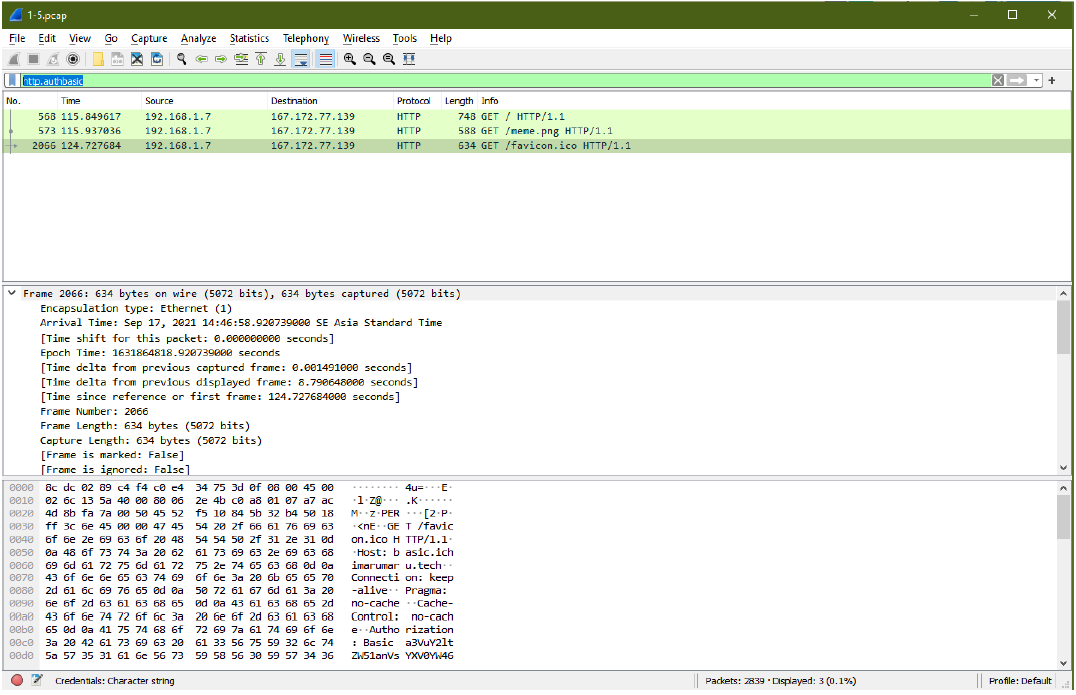 1-5.pcap
File Edit View Go Capture Analyze Statistics Telephony Wireless Tools Help
http.authbasic
No. Time Source Destination Protocol Length Info
568 115.849617 192.168.1.7 167.172.77.139 HTTP 748 GET / HTTP/1.1
573 115.937036 192.168.1.7 167.172.77.139 HTTP 588 GET /meme.png HTTP/1.1
2066 124.727684 192.168.1.7 167.172.77.139 HTTP 634 GET /favicon.ico HTTP/1.1
Frame 2066: 634 bytes on wire (5072 bits), 634 bytes captured (5072 bits)
Encapsulation type: Ethernet (1)
Arrival Time: Sep 17, 2021 14:46:58.920739000 SE Asia Standard Time
[Time shift for this packet: 0.000000000 seconds]
Epoch Time: 1631864818.920739000 seconds
[Time delta from previous captured frame: 0.001491000 seconds]
[Time delta from previous displayed frame: 8.790648000 seconds]
[Time since reference or first frame: 124.727684000 seconds]
Frame Number: 2066
Frame Length: 634 bytes (5072 bits)
Capture Length: 634 bytes (5072 bits)
[Frame is marked: False]
[Frame is ignored: False]
0000 8c dc 02 89 c4 f4 c0 e4 34 75 3d 0f 08 00 45 00 ········ 4u=···E·
0010 02 6c 13 5a 40 00 80 06 2e 4b c0 a8 01 07 a7 ac ·l·Z@··· .K······
0020 4d 8b fa 7a 00 50 45 52 f5 10 84 5b 32 b4 50 18 M··z·PER ···[2·P·
0030 ff 3c 6e 45 00 00 47 45 54 20 2f 66 61 76 69 63 ·<nE··GE T /favic
0040 6f 6e 2e 69 63 6f 20 48 54 54 50 2f 31 2e 31 0d on.ico H TTP/1.1·
0050 0a 48 6f 73 74 3a 20 62 61 73 69 63 2e 69 63 68 ·Host: b asic.ich
0060 69 6d 61 72 75 6d 61 72 75 2e 74 65 63 68 0d 0a imarumar u.tech··
0070 43 6f 6e 6e 65 63 74 69 6f 6e 3a 20 6b 65 65 70 Connecti on: keep
0080 2d 61 6c 69 76 65 0d 0a 50 72 61 67 6d 61 3a 20 -alive·· Pragma:
0090 6e 6f 2d 63 61 63 68 65 0d 0a 43 61 63 68 65 2d no-cache ··Cache-
00a0 43 6f 6e 74 72 6f 6c 3a 20 6e 6f 2d 63 61 63 68 Control: no-cach
00b0 65 0d 0a 41 75 74 68 6f 72 69 7a 61 74 69 6f 6e e··Autho rization
00c0 3a 20 42 61 73 69 63 20 61 33 56 75 59 32 6c 74 : Basic a3VuY2lt
00d0 5a 57 35 31 61 6e 56 73 59 58 56 30 59 57 34 36 ZW51anVs YXV0YW46
Credentials: Character string
Packets: 2839 · Displayed: 3 (0.1%)
Profile: Default